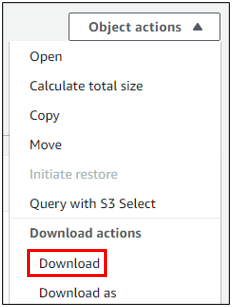 Object actions ▲
Open
Calculate total size
Copy
Move
Initiate restore
Query with S3 Select
Download actions
Download
Download as